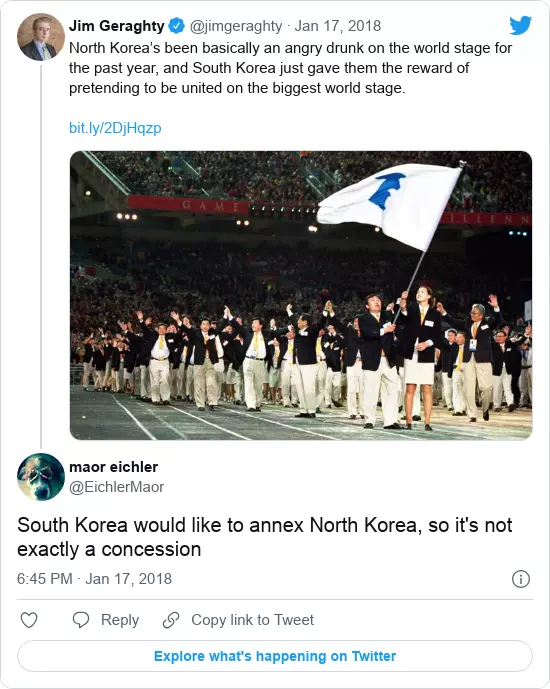 Jim Geraghty @jimgeraghty · Jan 17, 2018
North Korea’s been basically an angry drunk on the world stage for
the past year, and South Korea just gave them the reward of
pretending to be united on the biggest world stage.
bit.ly/2DjHqzp
GAME
ILLENN
maor eichler
@EichlerMaor
South Korea would like to annex North Korea, so it's not
exactly a concession
6:45 PM · Jan 17, 2018
Reply
Copy link to Tweet
Explore what's happening on Twitter